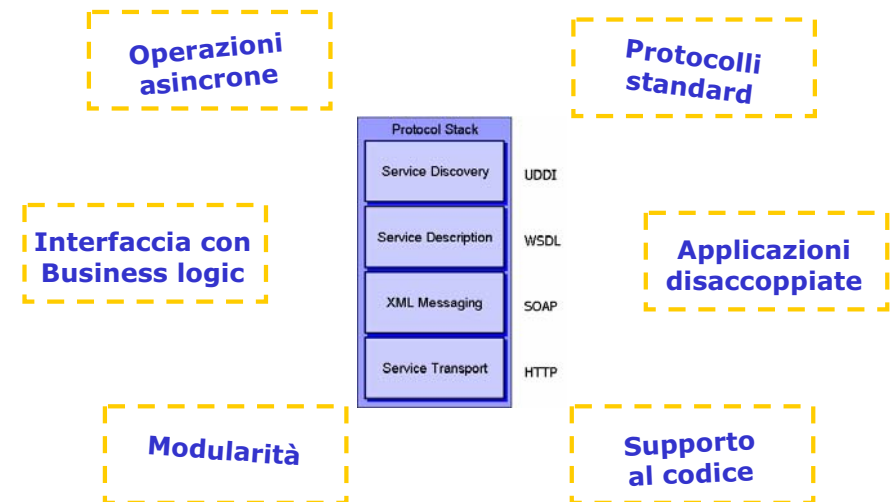 Operazioni
asincrone
Protocolli
standard
Protocol Stack
Service Discovery
UDDI
Service Description
WSDL
XML Messaging
SOAP
Service Transport
HTTP
Interfaccia con
Business logic
Applicazioni
disaccoppiate
Modularità
Supporto
al codice